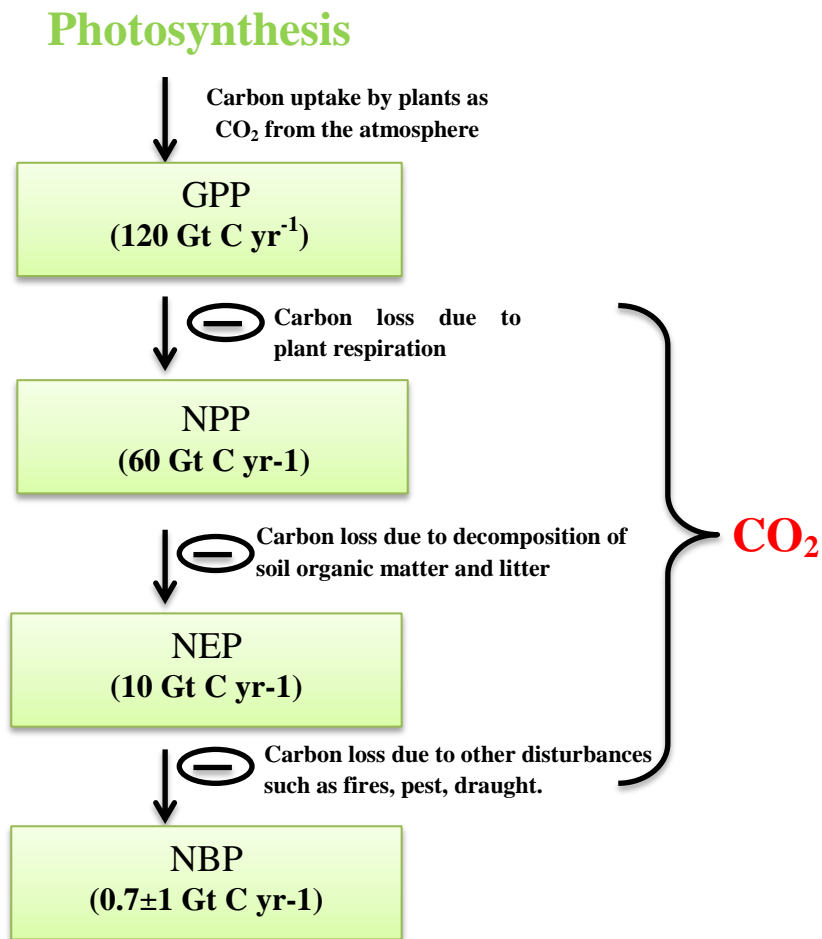 Photosynthesis
Carbon uptake by plants as
CO₂ from the atmosphere
GPP
(120 Gt C yr⁻¹)
Carbon loss due to
plant respiration
NPP
(60 Gt C yr-1)
Carbon loss due to decomposition of
soil organic matter and litter
CO₂
NEP
(10 Gt C yr-1)
Carbon loss due to other disturbances
such as fires, pest, draught.
NBP
(0.7±1 Gt C yr-1)